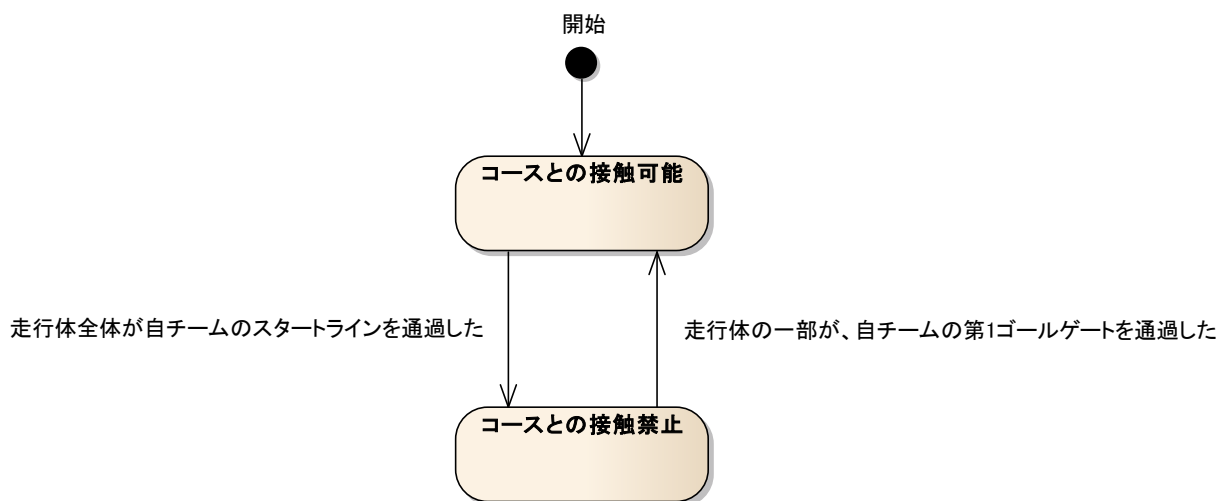 開始
コースとの接触可能
走行体全体が自チームのスタートラインを通過した
走行体の一部が、自チームの第1ゴールゲートを通過した
コースとの接触禁止